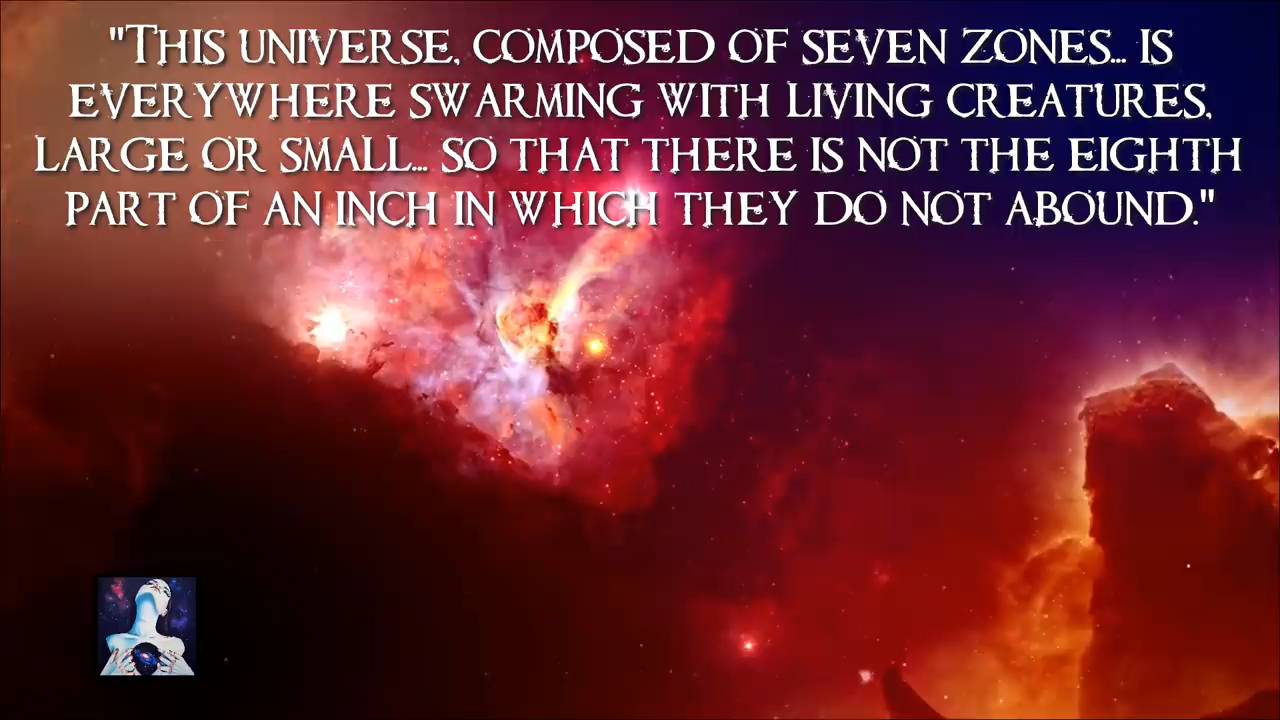 "THIS UNIVERSE, COMPOSED OF SEVEN ZONES... IS
EVERYWHERE SWARMING WITH LIVING CREATURES,
LARGE OR SMALL... SO THAT THERE IS NOT THE EIGHTH
PART OF AN INCH IN WHICH THEY DO NOT ABOUND."